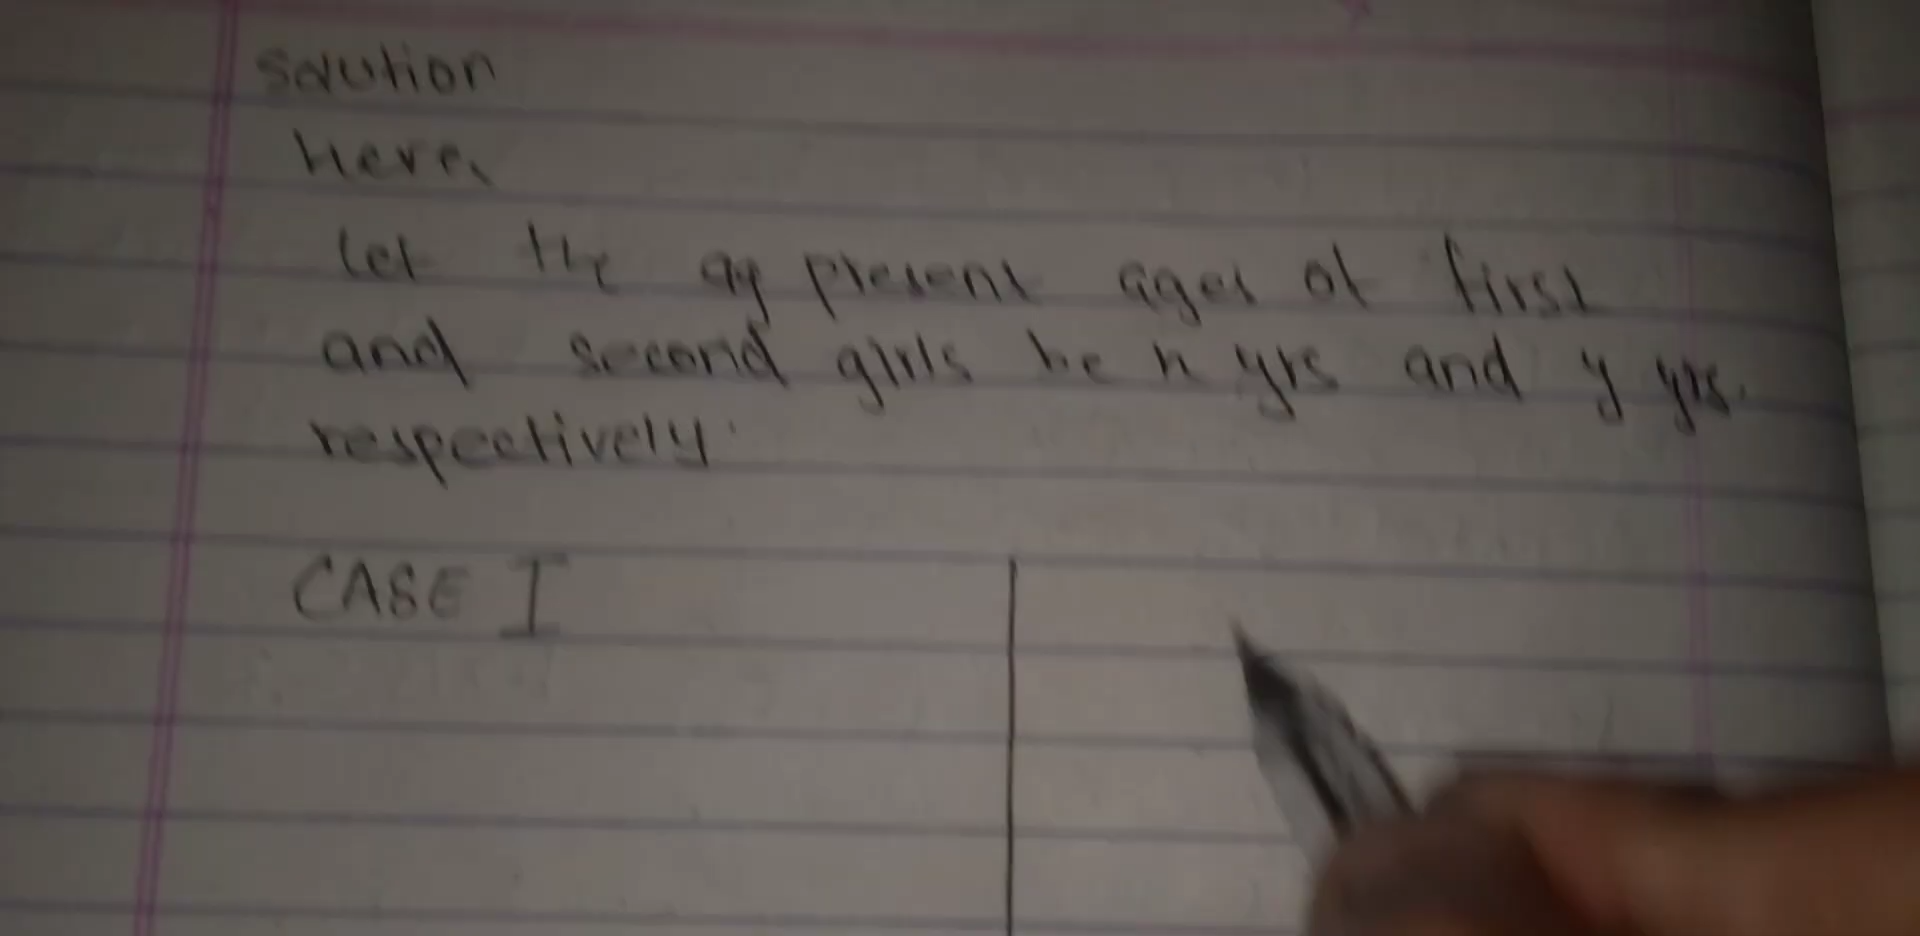 Solution
here,
let the ag present ages of first
and second girls be x yrs and y yrs.
respectively.
CASE I